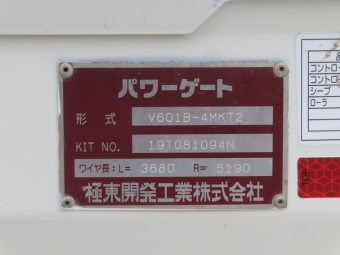 パワーゲート
形式 V601B-4MKT2
KIT NO. 19T081094N
ワイヤ長:L= 3680 R= 5190
極東開発工業株式会社
コントロー
コントロー
シーブ
ローラ